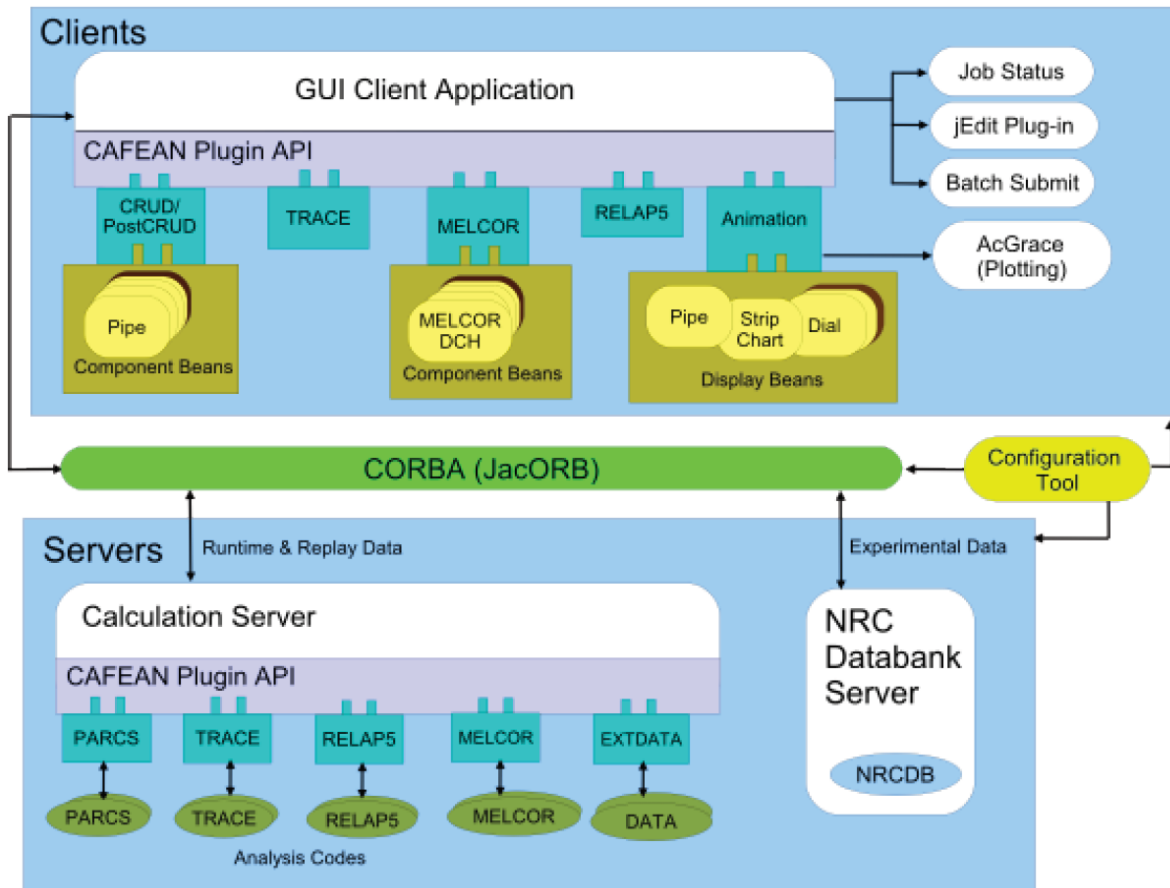 Clients
GUI Client Application
CAFEAN Plugin API
CRUD/
PostCRUD
TRACE
MELCOR
RELAP5
Animation
Job Status
jEdit Plug-in
Batch Submit
AcGrace
(Plotting)
Pipe
Component Beans
MELCOR
DCH
Component Beans
Pipe
Strip
Chart
Dial
Display Beans
CORBA (JacORB)
Configuration
Tool
Servers
Runtime & Replay Data
Experimental Data
Calculation Server
CAFEAN Plugin API
PARCS
TRACE
RELAP5
MELCOR
EXTDATA
PARCS
TRACE
RELAP5
MELCOR
DATA
Analysis Codes
NRC
Databank
Server
NRCDB